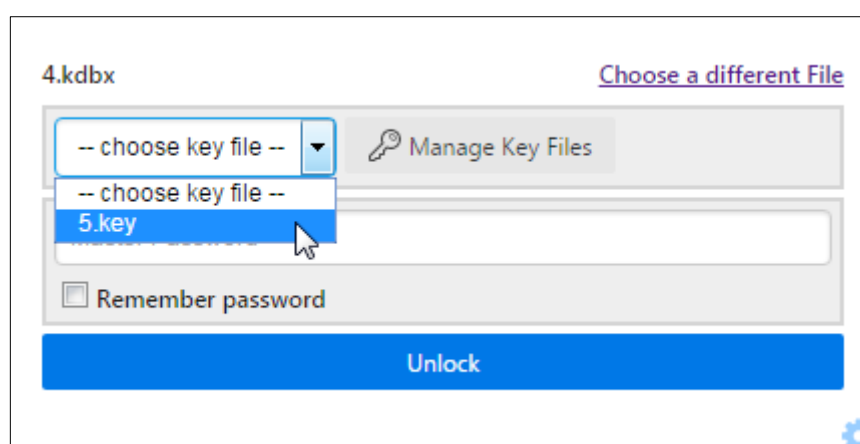 4.kdbx Choose a different File
-- choose key file -- Manage Key Files
-- choose key file --
5.key
Remember password
Unlock